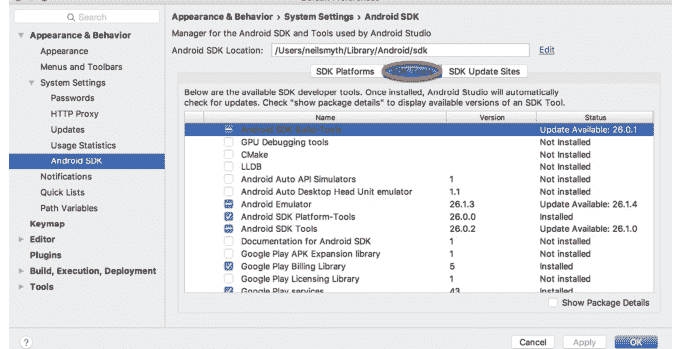 Search
Appearance & Behavior
Appearance
Menus and Toolbars
System Settings
Passwords
HTTP Proxy
Updates
Usage Statistics
Android SDK
Notifications
Quick Lists
Path Variables
Keymap
Editor
Plugins
Build, Execution, Deployment
Tools
Appearance & Behavior › System Settings › Android SDK
Manager for the Android SDK and Tools used by Android Studio
Android SDK Location: /Users/neilsmyth/Library/Android/sdk Edit
SDK Platforms SDK Update Sites
Below are the available SDK developer tools. Once installed, Android Studio will automatically
check for updates. Check "show package details" to display available versions of an SDK Tool.
Name Version Status
Android SDK Build-Tools Update Available: 26.0.1
GPU Debugging tools Not Installed
CMake Not Installed
LLDB Not Installed
Android Auto API Simulators 1 Not installed
Android Auto Desktop Head Unit emulator 1.1 Not installed
Android Emulator 26.1.3 Update Available: 26.1.4
Android SDK Platform-Tools 26.0.0 Installed
Android SDK Tools 26.0.2 Update Available: 26.1.0
Documentation for Android SDK 1 Not installed
Google Play APK Expansion library 1 Not installed
Google Play Billing Library 5 Installed
Google Play Licensing Library 1 Not installed
Google Play services 43 Installed
Show Package Details
? Cancel Apply OK